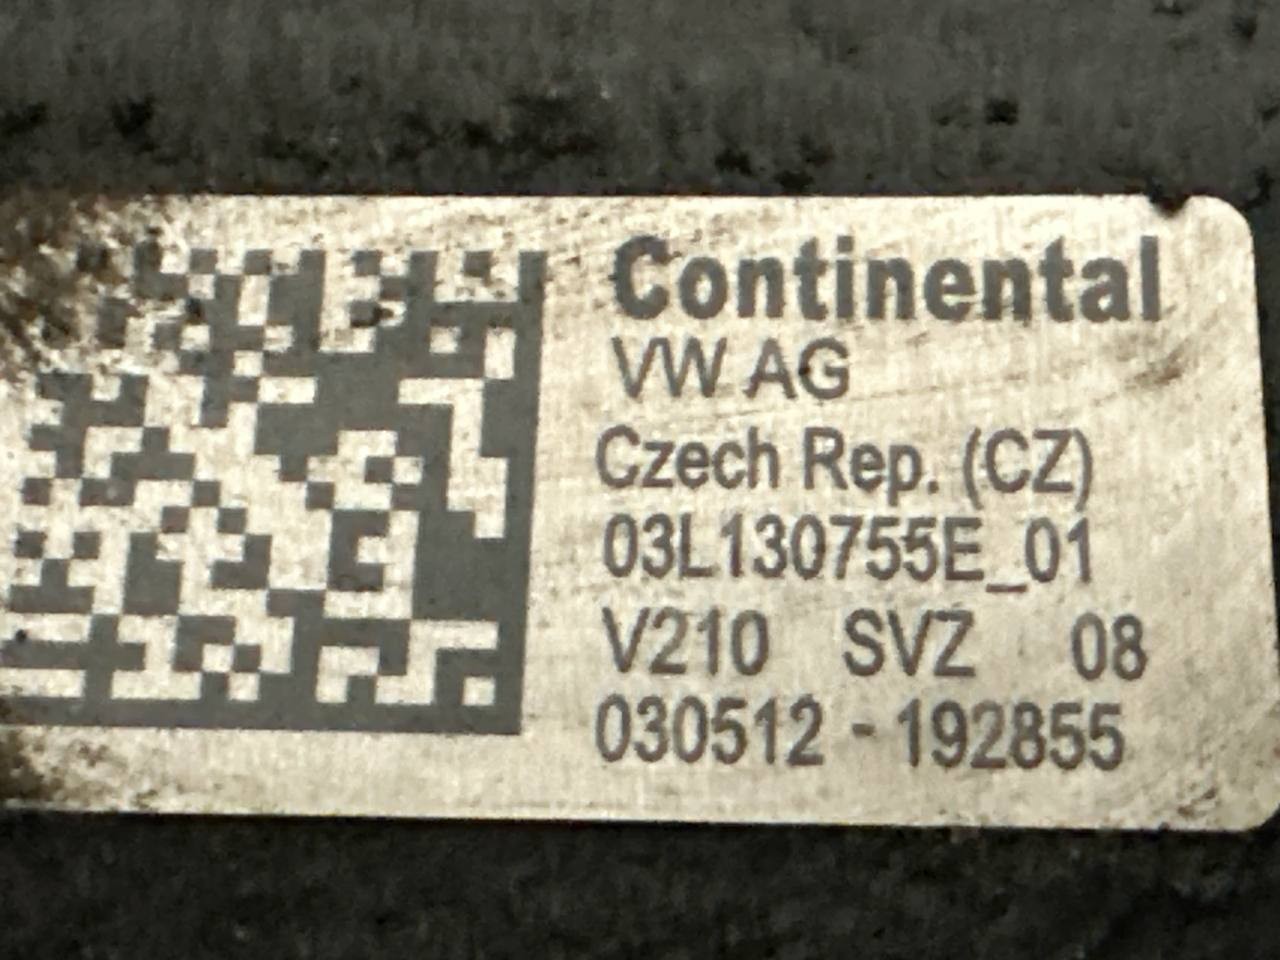 Continental
VW AG
Czech Rep. (CZ)
03L130755E_01
V210 SVZ 08
030512 - 192855